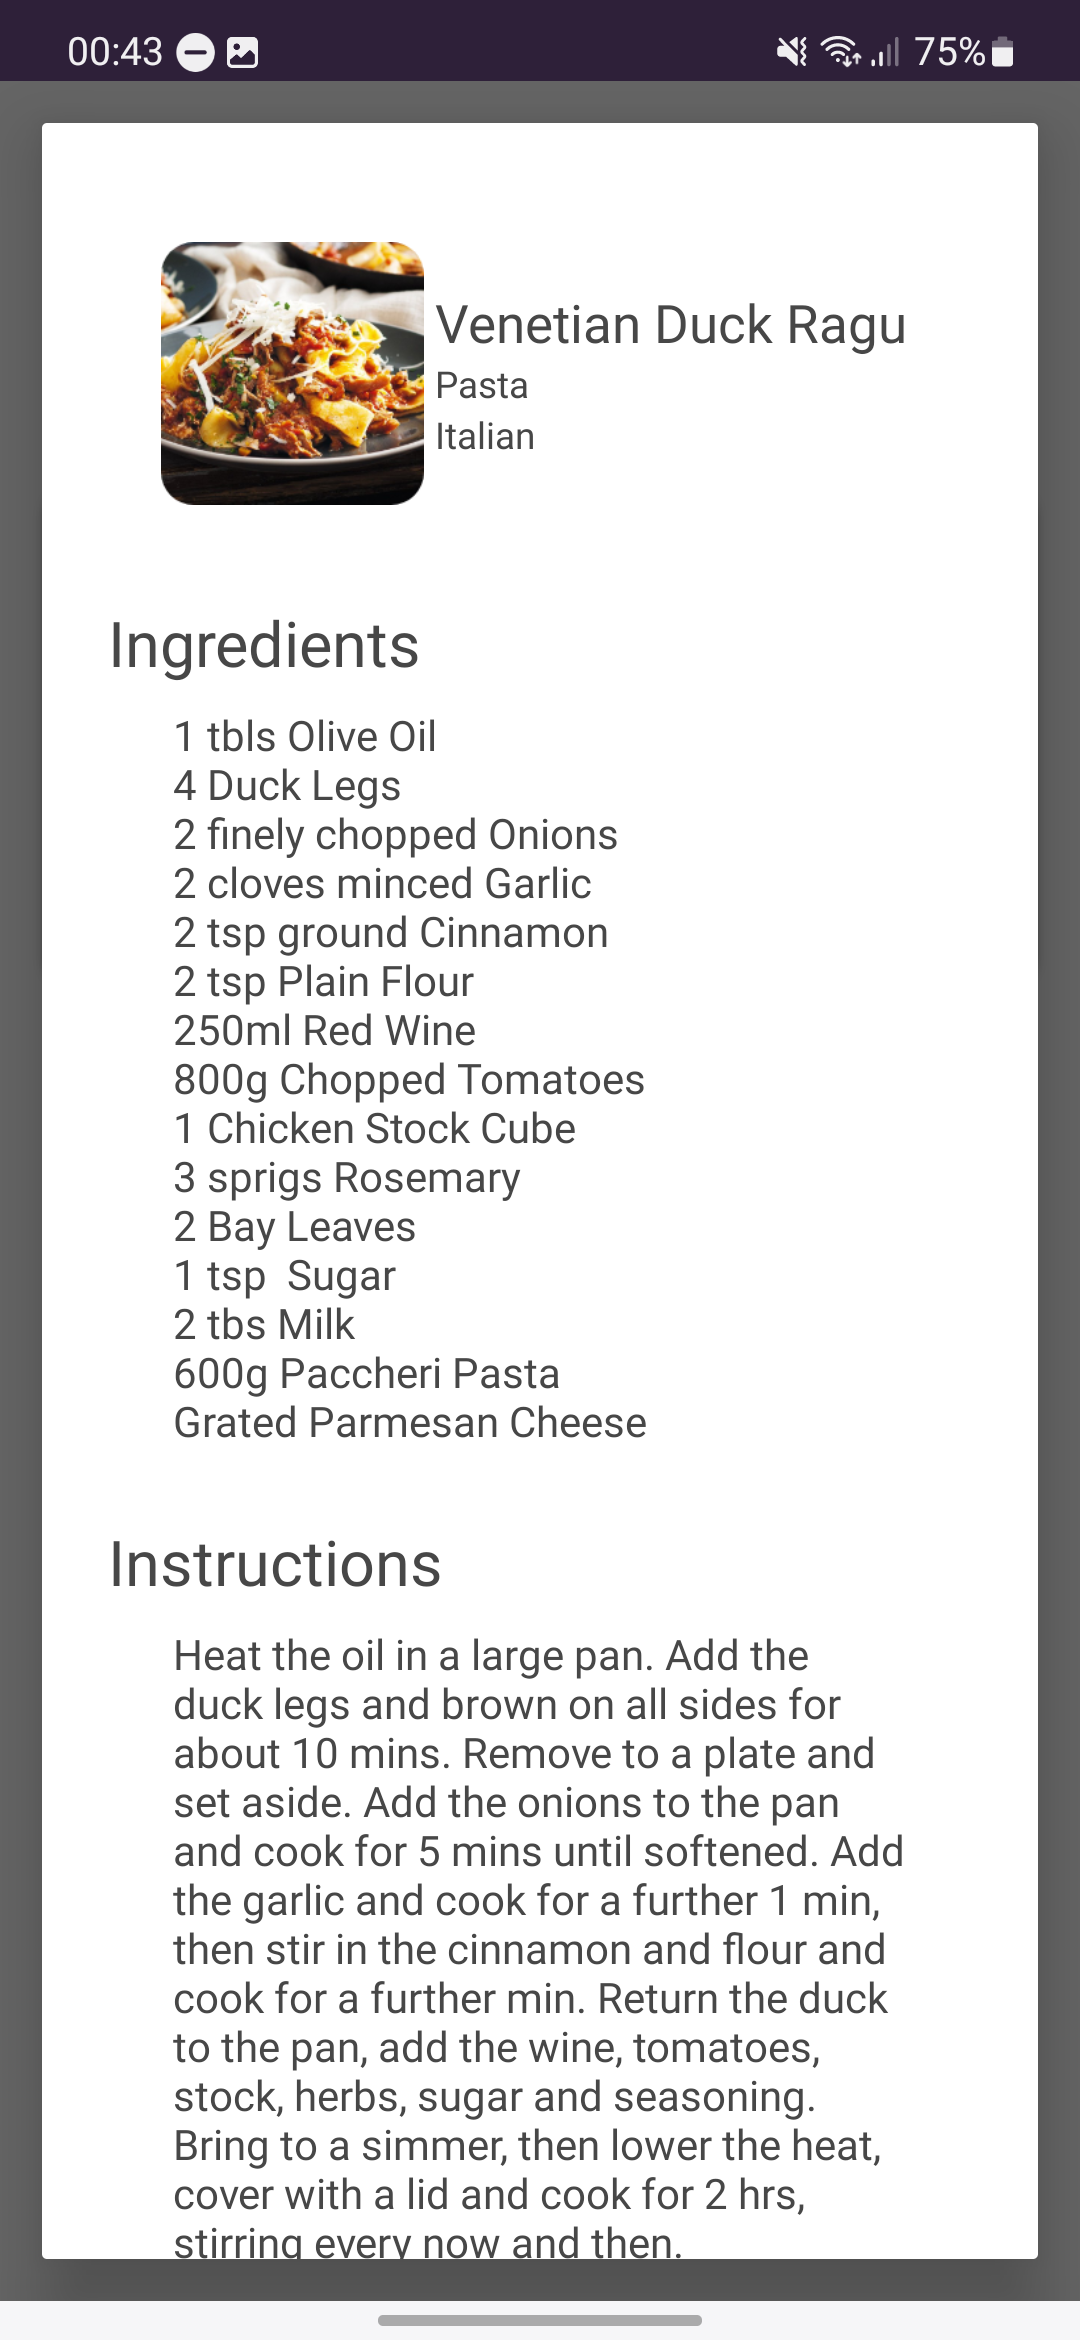 00:43
75%
Venetian Duck Ragu
Pasta
Italian
Ingredients
1 tbls Olive Oil
4 Duck Legs
2 finely chopped Onions
2 cloves minced Garlic
2 tsp ground Cinnamon
2 tsp Plain Flour
250ml Red Wine
800g Chopped Tomatoes
1 Chicken Stock Cube
3 sprigs Rosemary
2 Bay Leaves
1 tsp  Sugar
2 tbs Milk
600g Paccheri Pasta
Grated Parmesan Cheese
Instructions
Heat the oil in a large pan. Add the
duck legs and brown on all sides for
about 10 mins. Remove to a plate and
set aside. Add the onions to the pan
and cook for 5 mins until softened. Add
the garlic and cook for a further 1 min,
then stir in the cinnamon and flour and
cook for a further min. Return the duck
to the pan, add the wine, tomatoes,
stock, herbs, sugar and seasoning.
Bring to a simmer, then lower the heat,
cover with a lid and cook for 2 hrs,
stirring every now and then.